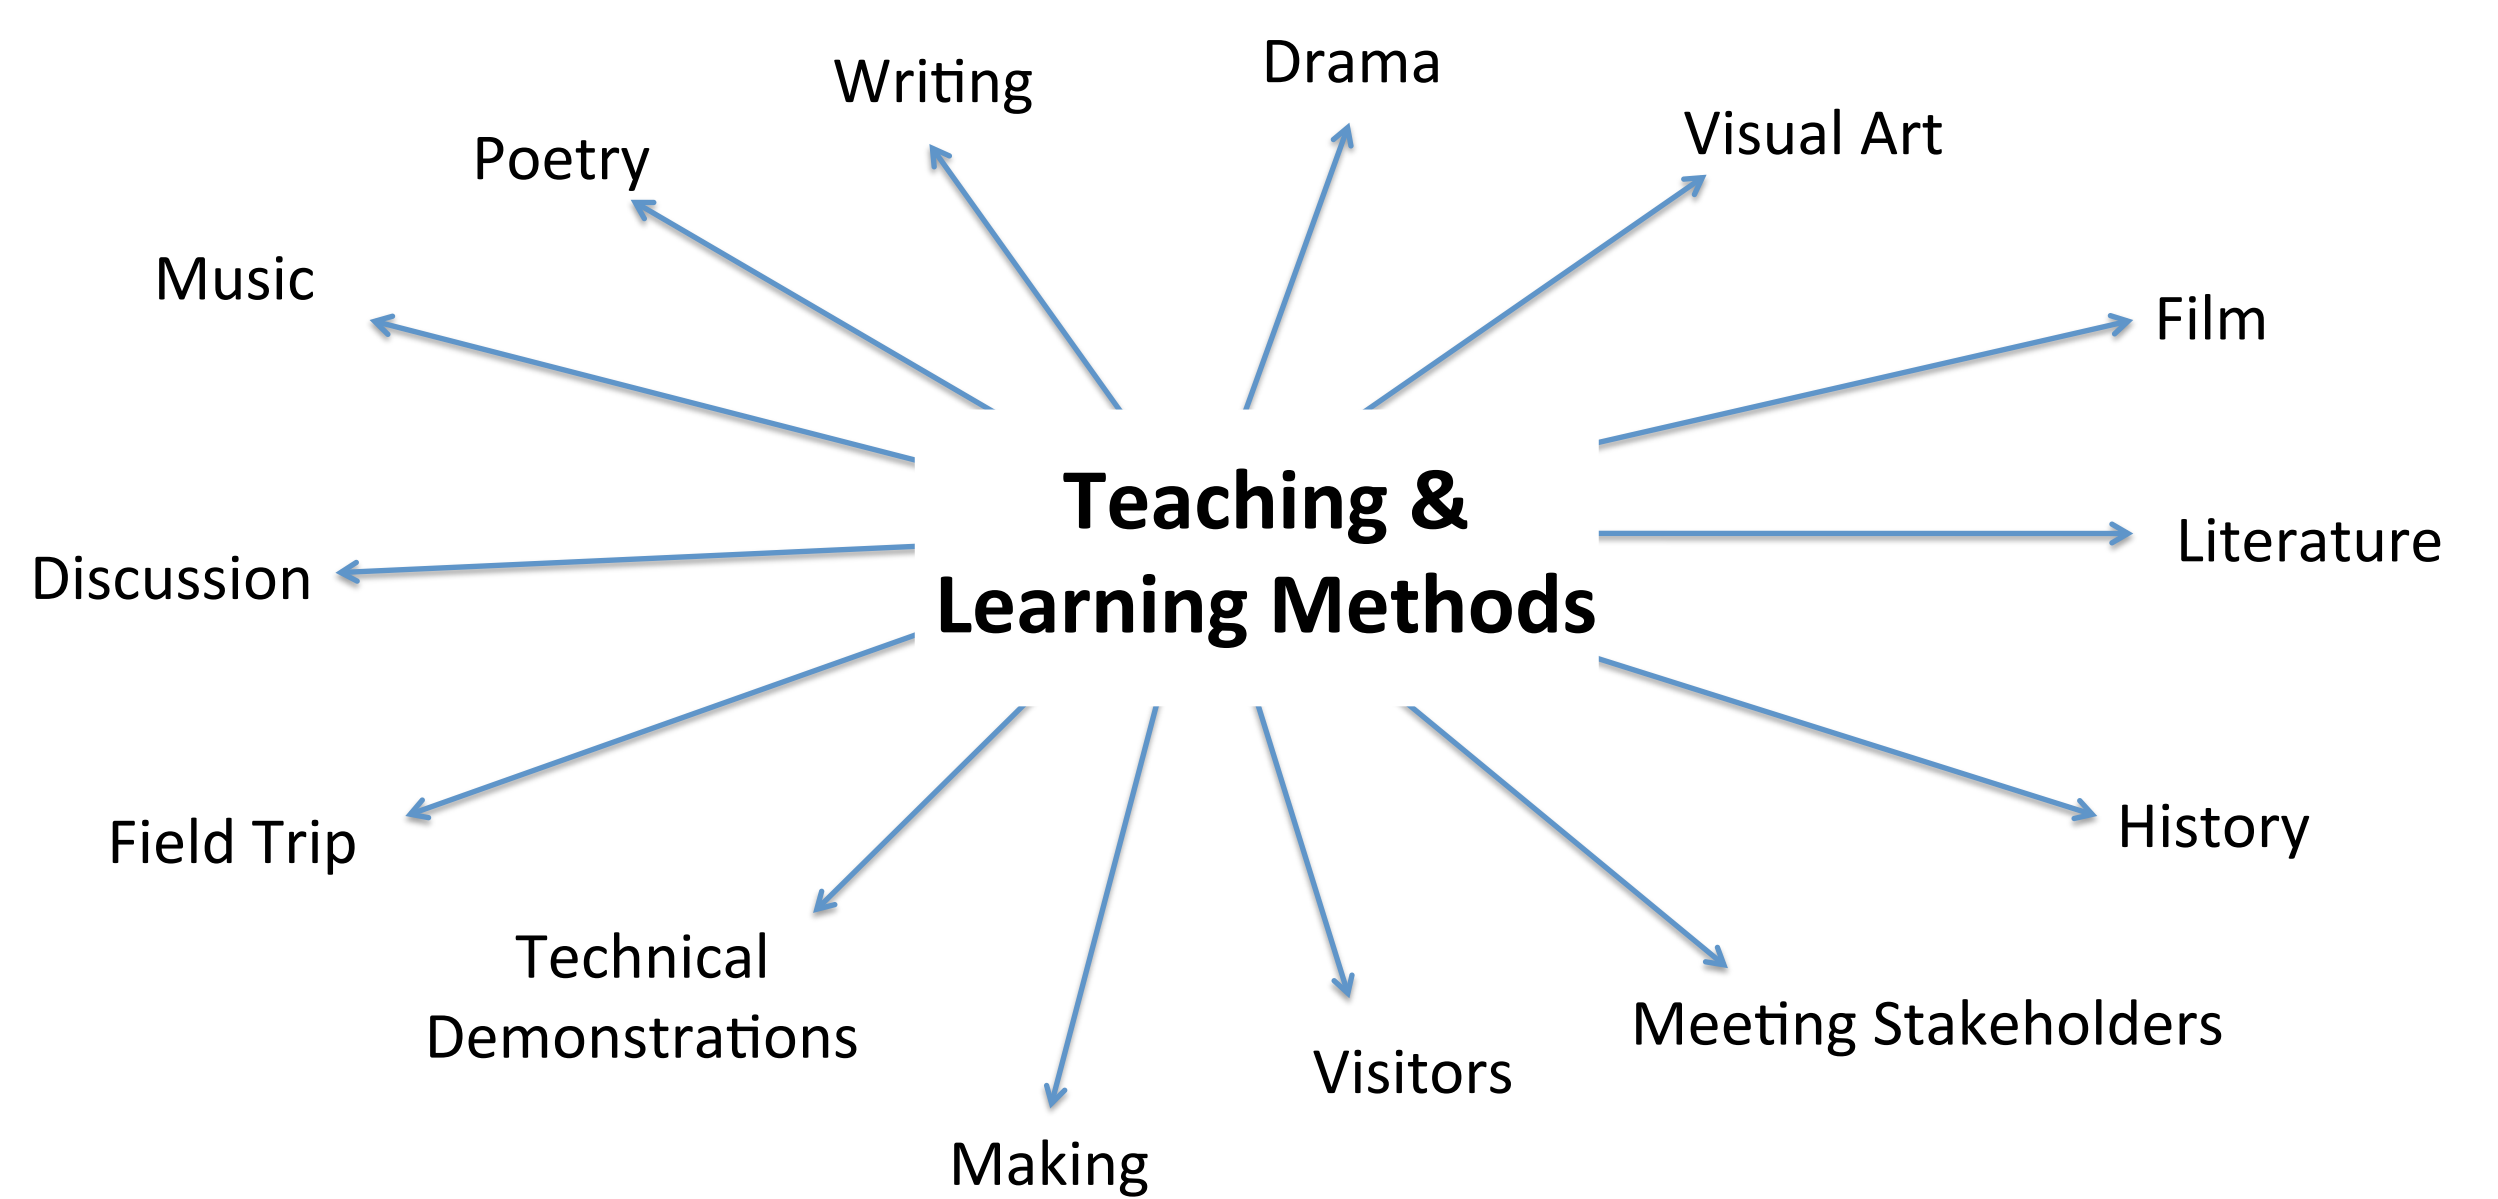 Drama
Writing
Visual Art
Poetry
Music
Film
Teaching &
Learning Methods
Literature
Discussion
Field Trip
History
Technical
Demonstrations
Meeting Stakeholders
Visitors
Making